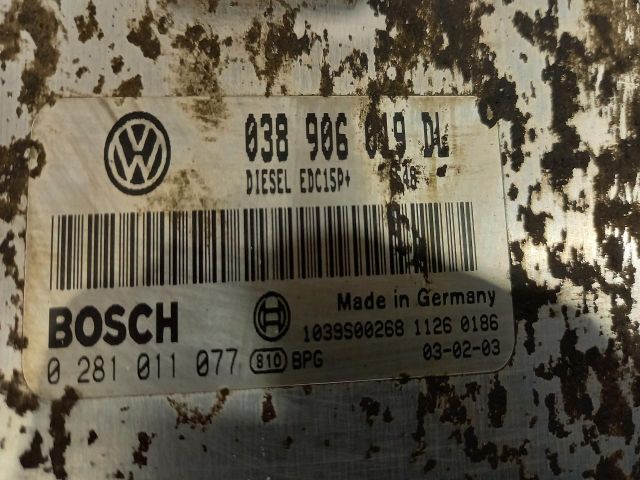 038 906 019 DL
DIESEL EDC15P+
BOSCH
Made in Germany
1039S00268 1126 0186
0 281 011 077 810 BPG 03-02-03